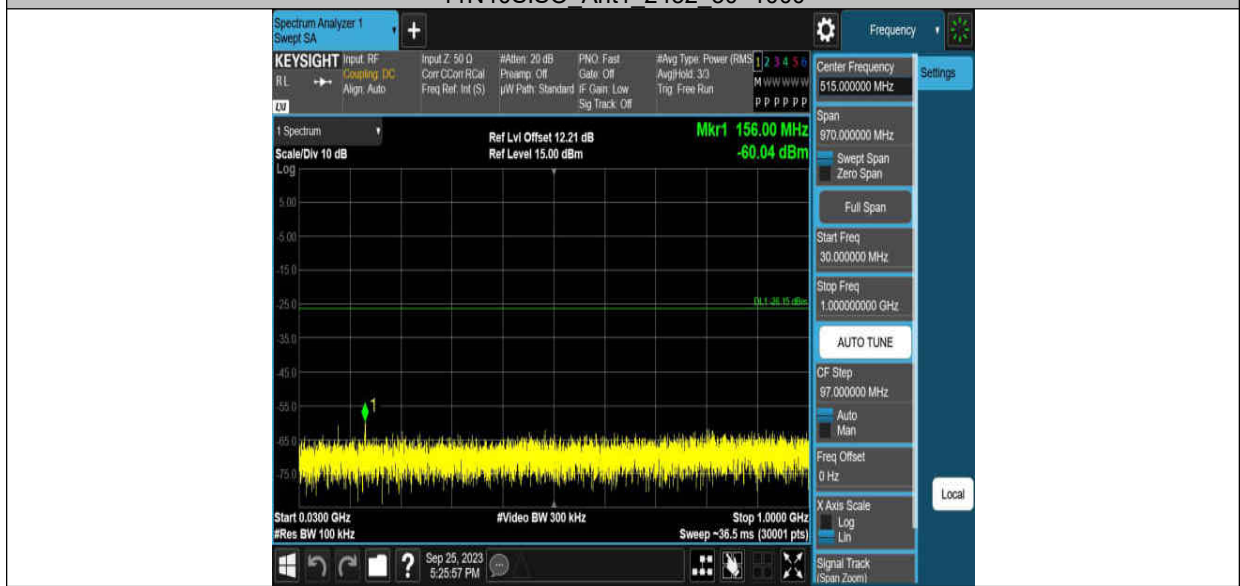 Spectrum Analyzer 1
Swept SA
+
Frequency
KEYSIGHT
RL
LXI
Input: RF
Coupling: DC
Align: Auto
Input Z: 50 Ω
Corr CCorr RCal
Freq Ref: Int (S)
#Atten: 20 dB
Preamp: Off
µW Path: Standard
PNO: Fast
Gate: Off
IF Gain: Low
Sig Track: Off
#Avg Type: Power (RMS
Avg|Hold: 3/3
Trig: Free Run
1 2 3 4 5 6
M W W W W W
P P P P P P
1 Spectrum
Scale/Div 10 dB
Log
Ref Lvl Offset 12.21 dB
Ref Level 15.00 dBm
Mkr1 156.00 MHz
-60.04 dBm
5.00
-5.00
-15.0
-25.0
-35.0
-45.0
-55.0
-65.0
-75.0
DL1 -26.15 dBm
1
Start 0.0300 GHz
#Res BW 100 kHz
#Video BW 300 kHz
Stop 1.0000 GHz
Sweep ~36.5 ms (30001 pts)
?
Sep 25, 2023
5:25:57 PM
Center Frequency
515.000000 MHz
Settings
Span
970.000000 MHz
Swept Span
Zero Span
Full Span
Start Freq
30.000000 MHz
Stop Freq
1.000000000 GHz
AUTO TUNE
CF Step
97.000000 MHz
Auto
Man
Freq Offset
0 Hz
X Axis Scale
Log
Lin
Local
Signal Track
(Span Zoom)